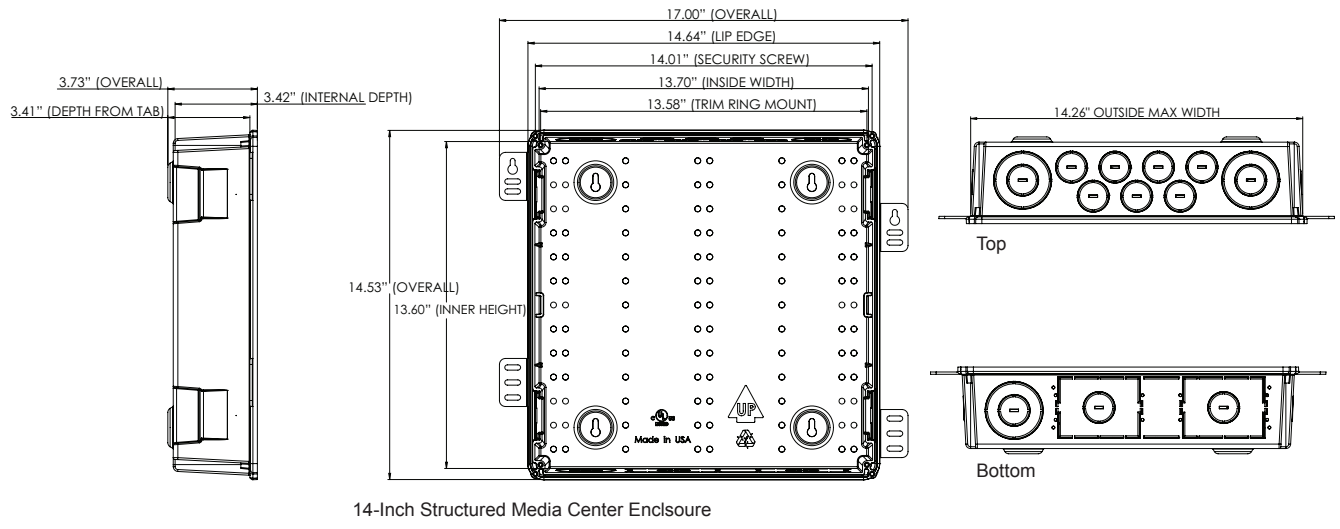 17.00” (OVERALL)
14.64” (LIP EDGE)
14.01” (SECURITY SCREW)
13.70” (INSIDE WIDTH)
13.58” (TRIM RING MOUNT)
3.73” (OVERALL)
3.42” (INTERNAL DEPTH)
3.41” (DEPTH FROM TAB)
14.53” (OVERALL)
13.60” (INNER HEIGHT)
UP
UL
Made in USA
14.26” OUTSIDE MAX WIDTH
Top
Bottom
14-Inch Structured Media Center Enclsoure